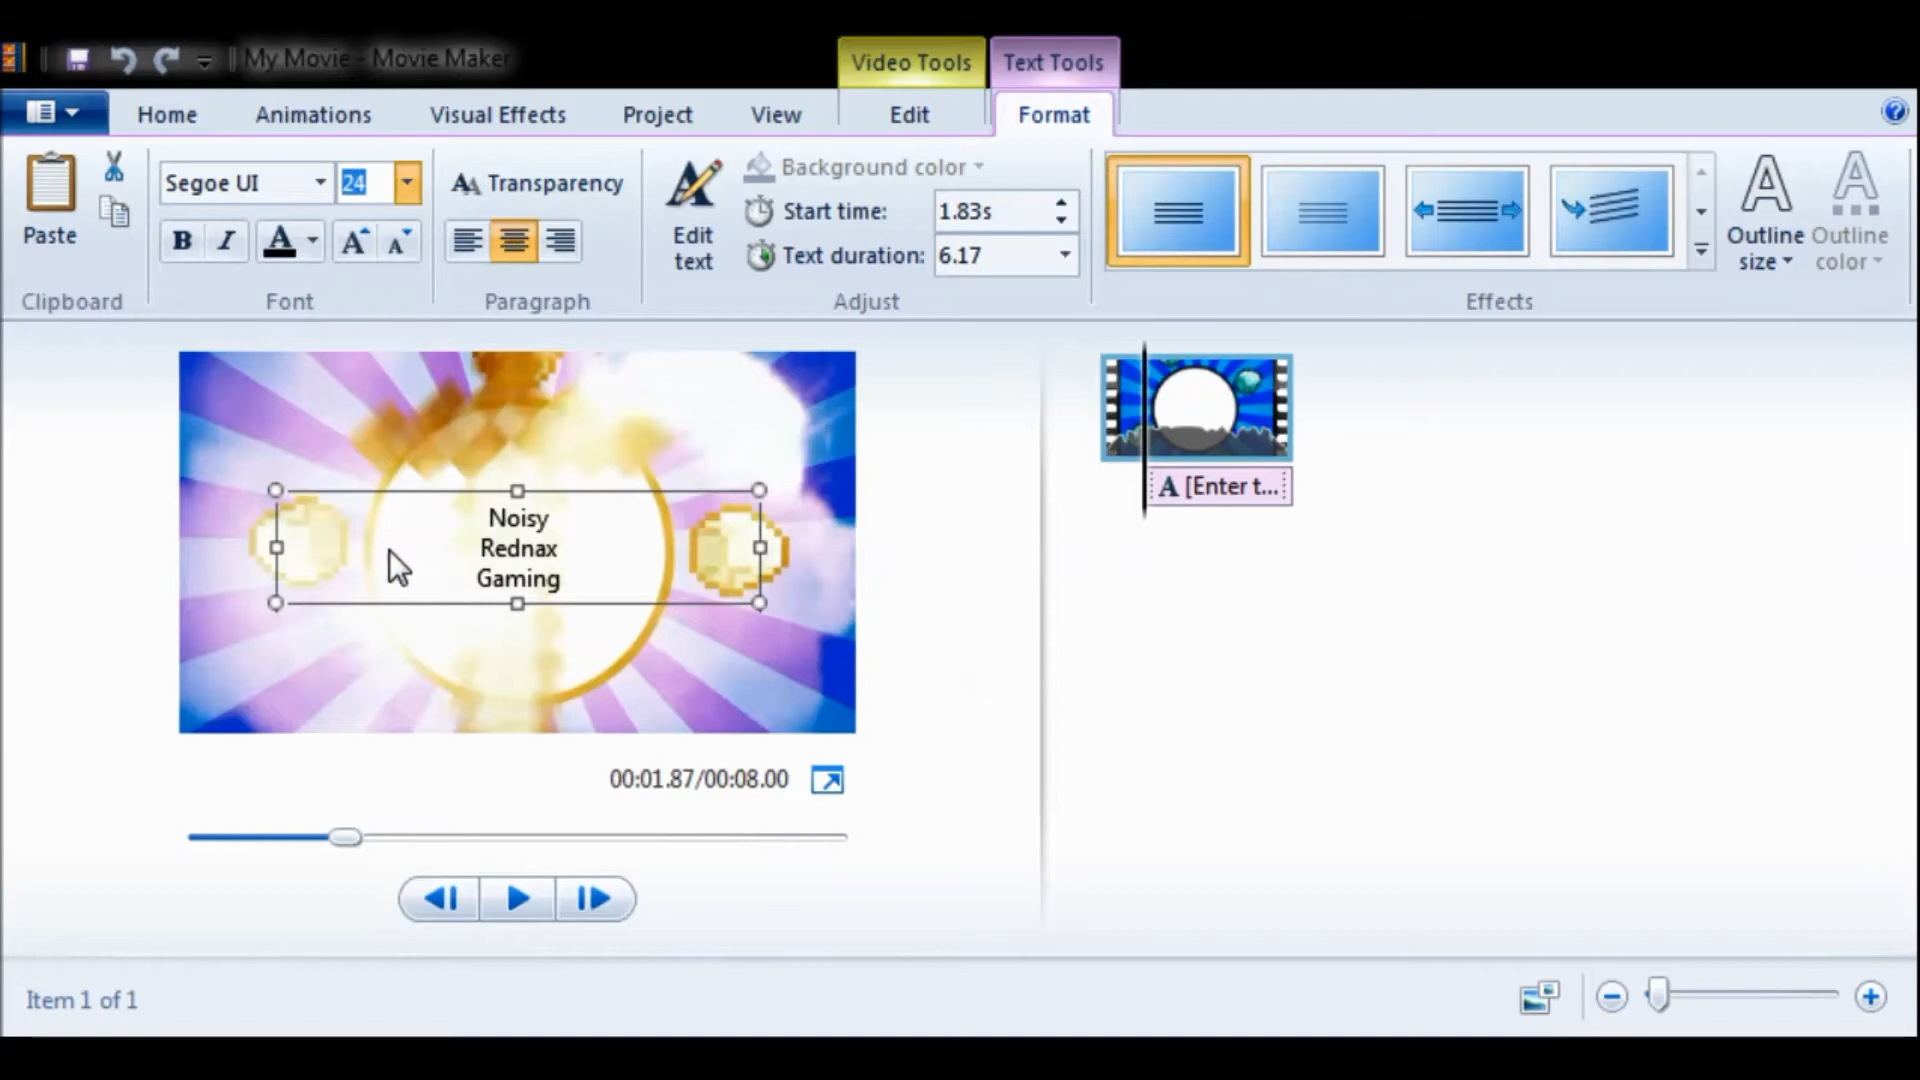 My Movie - Movie Maker
Video Tools
Text Tools
Home
Animations
Visual Effects
Project
View
Edit
Format
Paste
Clipboard
Segoe UI
24
B
I
A
A
A
Font
Transparency
Paragraph
Edit
text
Background color
Start time:
1.83s
Text duration:
6.17
Adjust
Effects
Outline
size
Outline
color
Noisy
Rednax
Gaming
A [Enter t...
00:01.87/00:08.00
Item 1 of 1